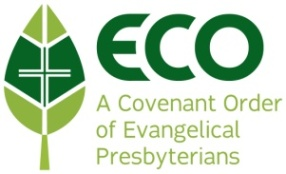 ECO
A Covenant Order
of Evangelical
Presbyterians